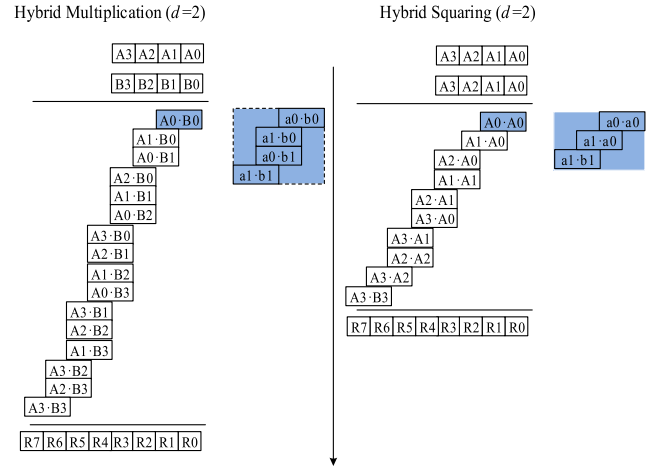 Hybrid Multiplication (d=2)
A3 A2 A1 A0
B3 B2 B1 B0
A0·B0
A1·B0
A0·B1
A2·B0
A1·B1
A0·B2
A3·B0
A2·B1
A1·B2
A0·B3
A3·B1
A2·B2
A1·B3
A3·B2
A2·B3
A3·B3
R7 R6 R5 R4 R3 R2 R1 R0
a0·b0
a1·b0
a0·b1
a1·b1
Hybrid Squaring (d=2)
A3 A2 A1 A0
A3 A2 A1 A0
A0·A0
A1·A0
A2·A0
A1·A1
A2·A1
A3·A0
A3·A1
A2·A2
A3·A2
A3·B3
R7 R6 R5 R4 R3 R2 R1 R0
a0·a0
a1·a0
a1·b1